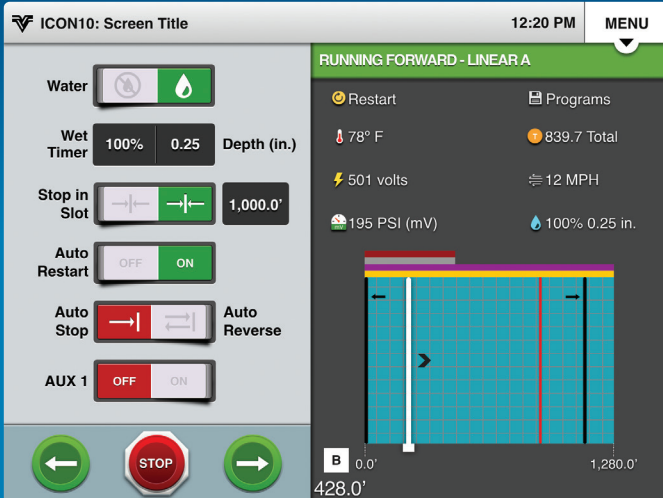 ICON10: Screen Title
12:20 PM
MENU
RUNNING FORWARD - LINEAR A
Water
Wet Timer
100%
0.25
Depth (in.)
Stop in Slot
1,000.0'
Auto Restart
OFF
ON
Auto Stop
Auto Reverse
AUX 1
OFF
ON
STOP
Restart
Programs
78° F
T
839.7 Total
501 volts
12 MPH
mV
195 PSI (mV)
100% 0.25 in.
B
0.0'
1,280.0'
428.0'